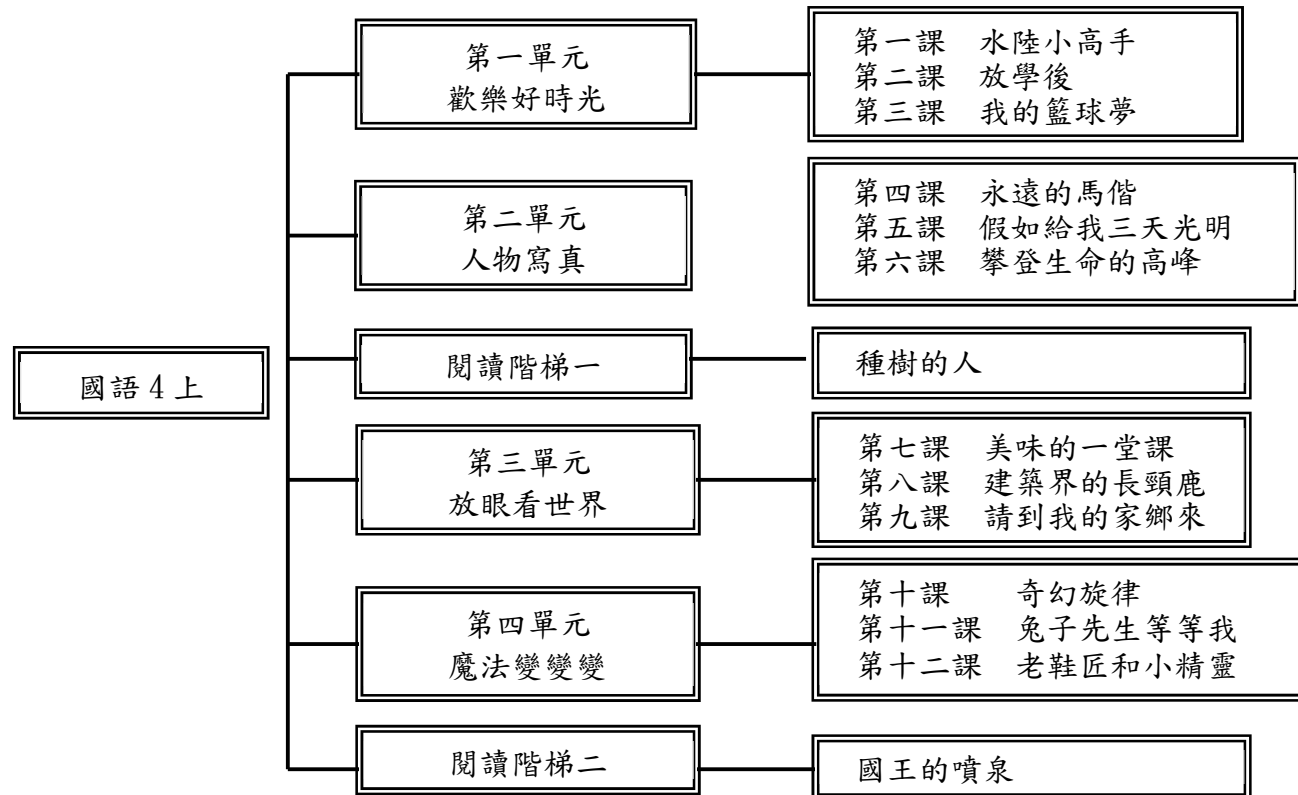 國語4上
第一單元
歡樂好時光
第一課 水陸小高手
第二課 放學後
第三課 我的籃球夢
第二單元
人物寫真
第四課 永遠的馬偕
第五課 假如給我三天光明
第六課 攀登生命的高峰
閱讀階梯一
種樹的人
第三單元
放眼看世界
第七課 美味的一堂課
第八課 建築界的長頸鹿
第九課 請到我的家鄉來
第四單元
魔法變變變
第十課 奇幻旋律
第十一課 兔子先生等等我
第十二課 老鞋匠和小精靈
閱讀階梯二
國王的噴泉